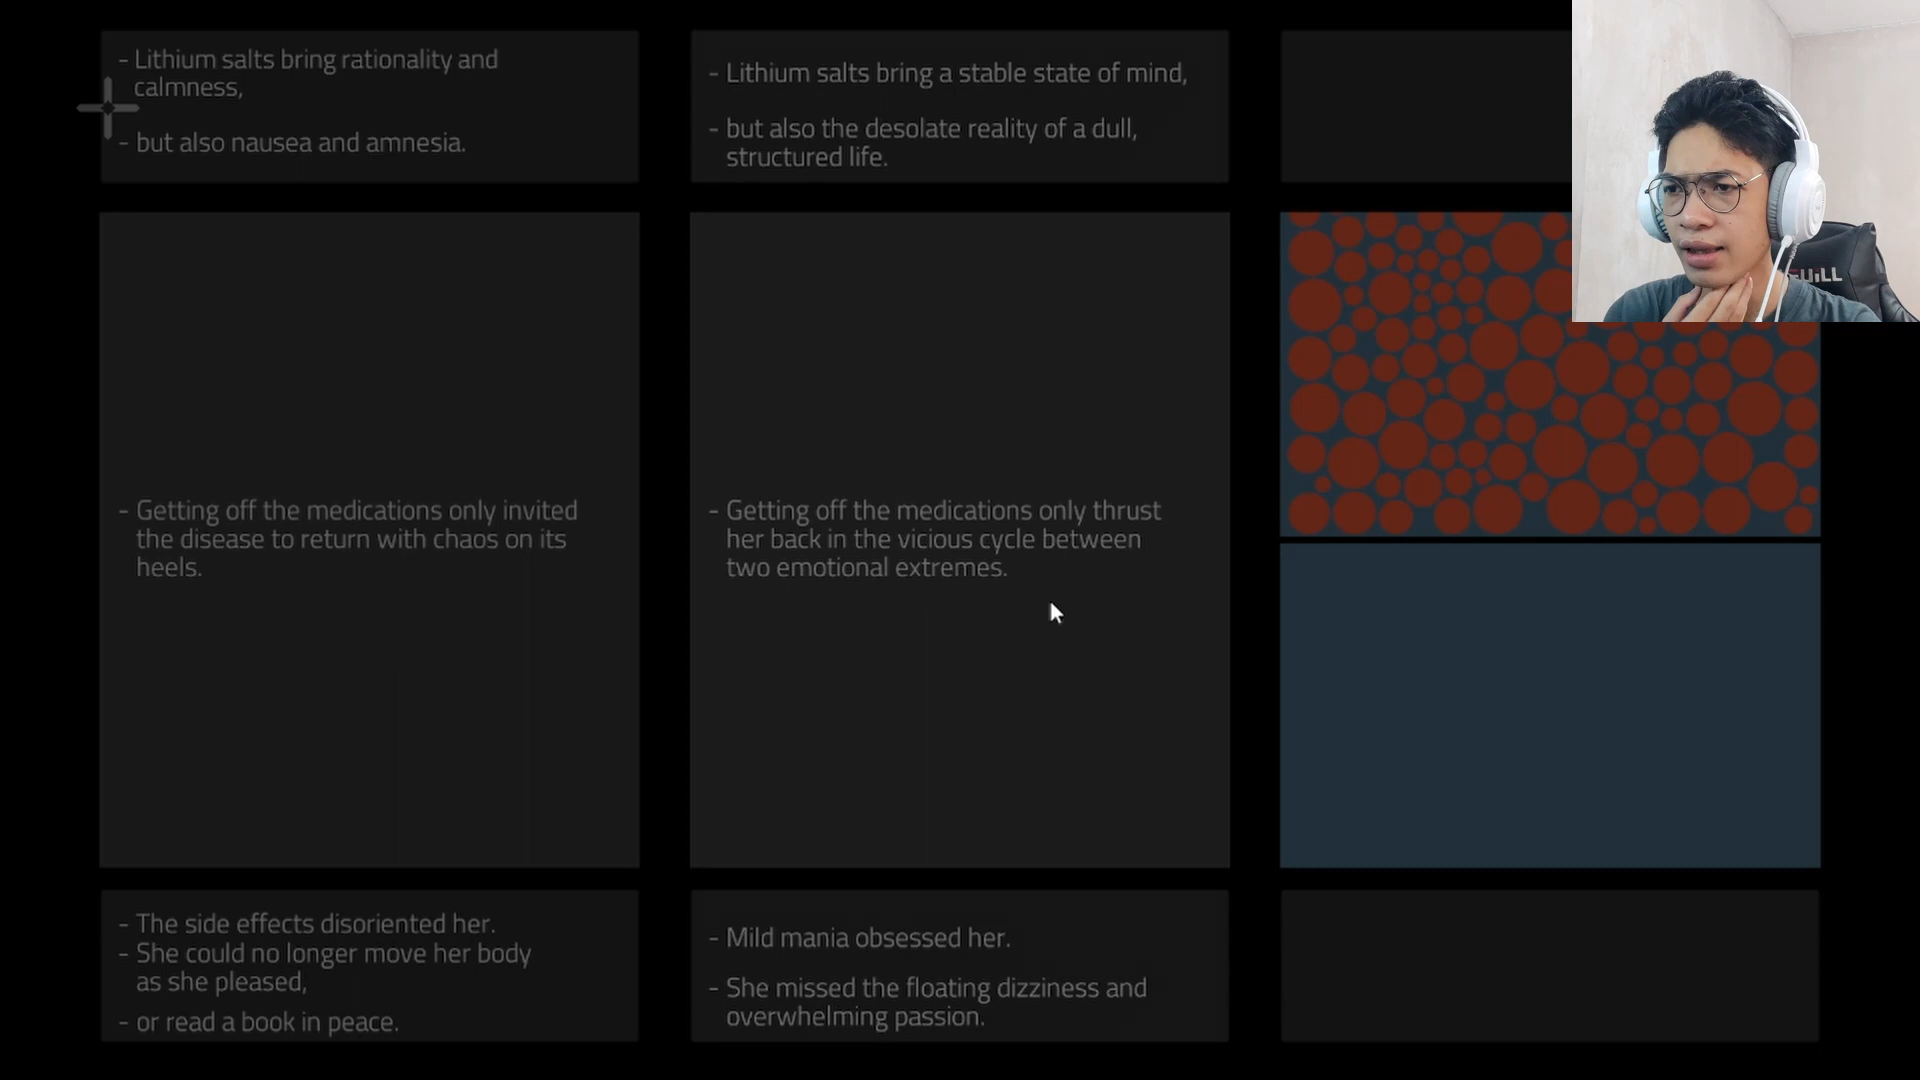 - Lithium salts bring rationality and
calmness,
- but also nausea and amnesia.
- Lithium salts bring a stable state of mind,
- but also the desolate reality of a dull,
structured life.
- Getting off the medications only invited
the disease to return with chaos on its
heels.
- Getting off the medications only thrust
her back in the vicious cycle between
two emotional extremes.
- The side effects disoriented her.
- She could no longer move her body
as she pleased,
- or read a book in peace.
- Mild mania obsessed her.
- She missed the floating dizziness and
overwhelming passion.